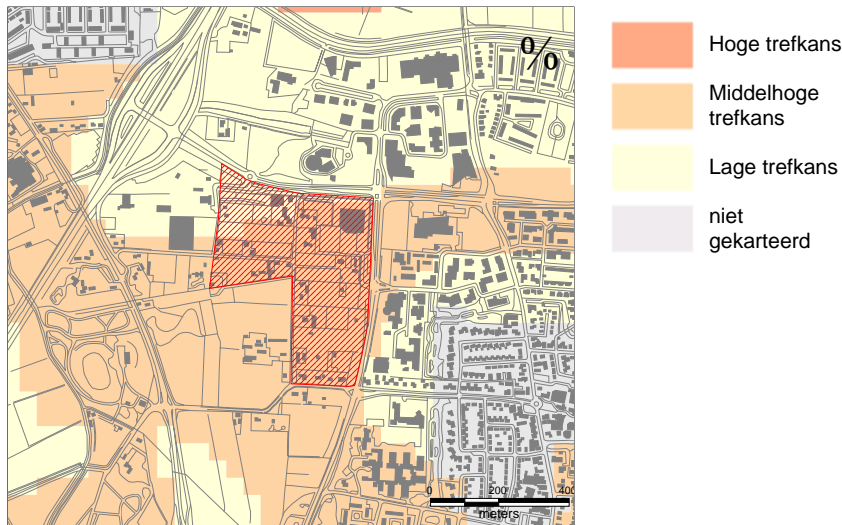 %
Hoge trefkans
Middelhoge
trefkans
Lage trefkans
niet
gekarteerd
0 200 400
meters